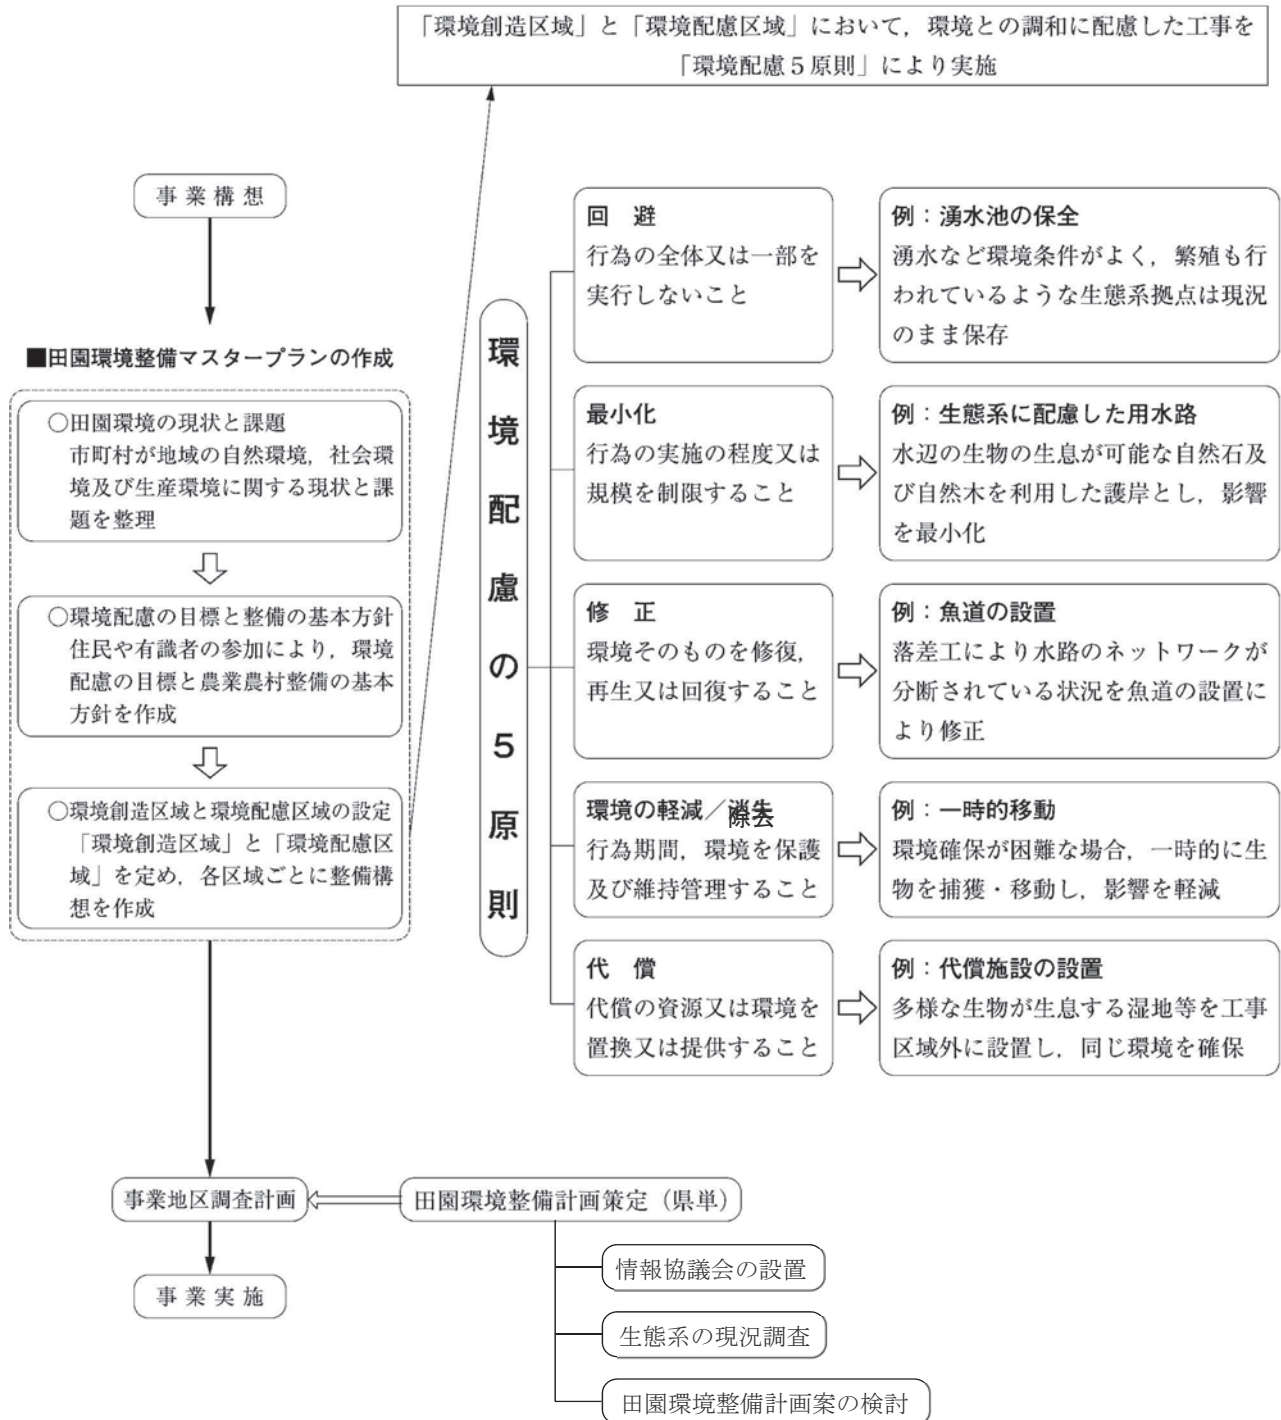 「環境創造区域」と「環境配慮区域」において，環境との調和に配慮した工事を
「環境配慮５原則」により実施
事業構想
■田園環境整備マスタープランの作成
○田園環境の現状と課題
市町村が地域の自然環境，社会環
境及び生産環境に関する現状と課
題を整理
○環境配慮の目標と整備の基本方針
住民や有識者の参加により，環境
配慮の目標と農業農村整備の基本
方針を作成
○環境創造区域と環境配慮区域の設定
「環境創造区域」と「環境配慮区
域」を定め，各区域ごとに整備構
想を作成
環境配慮の５原則
回　避
行為の全体又は一部を
実行しないこと
例：湧水池の保全
湧水など環境条件がよく，繁殖も行
われているような生態系拠点は現況
のまま保存
最小化
行為の実施の程度又は
規模を制限すること
例：生態系に配慮した用水路
水辺の生物の生息が可能な自然石及
び自然木を利用した護岸とし，影響
を最小化
修　正
環境そのものを修復，
再生又は回復すること
例：魚道の設置
落差工により水路のネットワークが
分断されている状況を魚道の設置に
より修正
環境の軽減／除去
行為期間，環境を保護
及び維持管理すること
例：一時的移動
環境確保が困難な場合，一時的に生
物を捕獲・移動し，影響を軽減
代　償
代償の資源又は環境を
置換又は提供すること
例：代償施設の設置
多様な生物が生息する湿地等を工事
区域外に設置し，同じ環境を確保
事業地区調査計画
田園環境整備計画策定（県単）
事業実施
情報協議会の設置
生態系の現況調査
田園環境整備計画案の検討